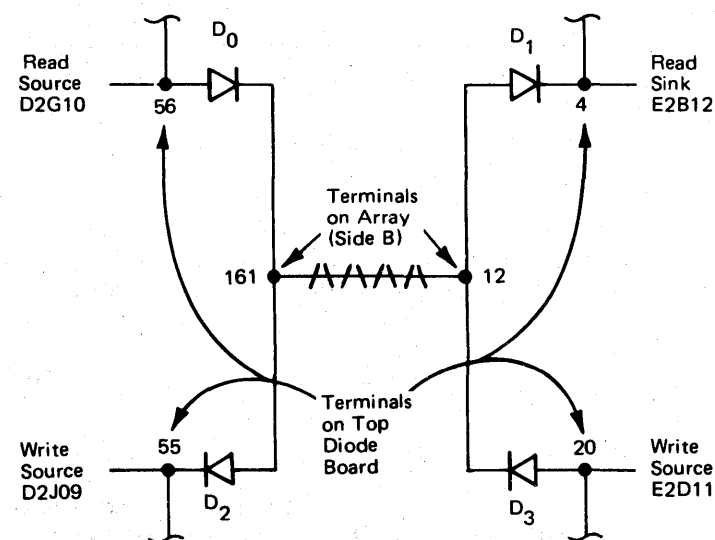 D0
D1
Read
Source
D2G10
56
4
Read
Sink
E2B12
Terminals
on Array
(Side B)
161
12
Terminals
on Top
Diode
Board
Write
Source
D2J09
55
D2
20
D3
Write
Source
E2D11